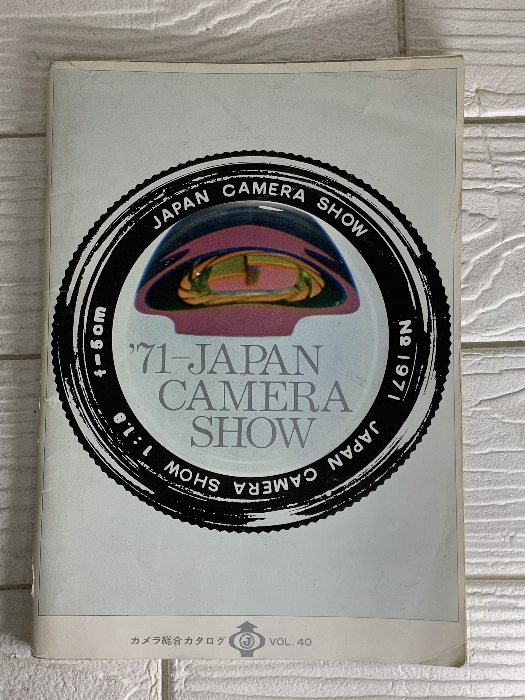 JAPAN CAMERA SHOW
№ 1971
JAPAN CAMERA SHOW 1:1.8
f=5cm
'71-JAPAN
CAMERA
SHOW
カメラ総合カタログ J VOL. 40